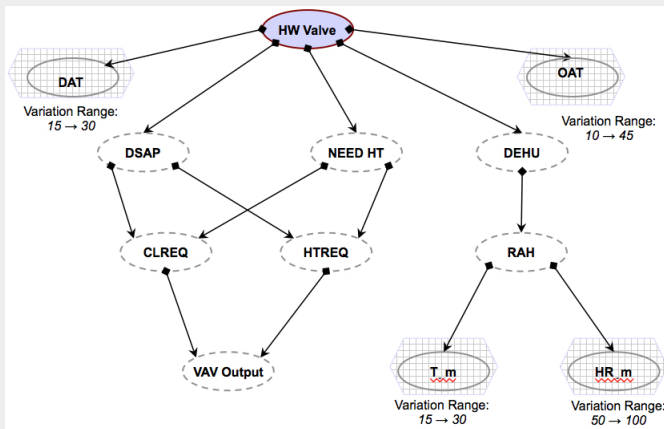 HW Valve
DAT
OAT
Variation Range:
15 → 30
Variation Range:
10 → 45
DSAP
NEED HT
DEHU
CLREQ
HTREQ
RAH
VAV Output
T_m
HR_m
Variation Range:
15 → 30
Variation Range:
50 → 100